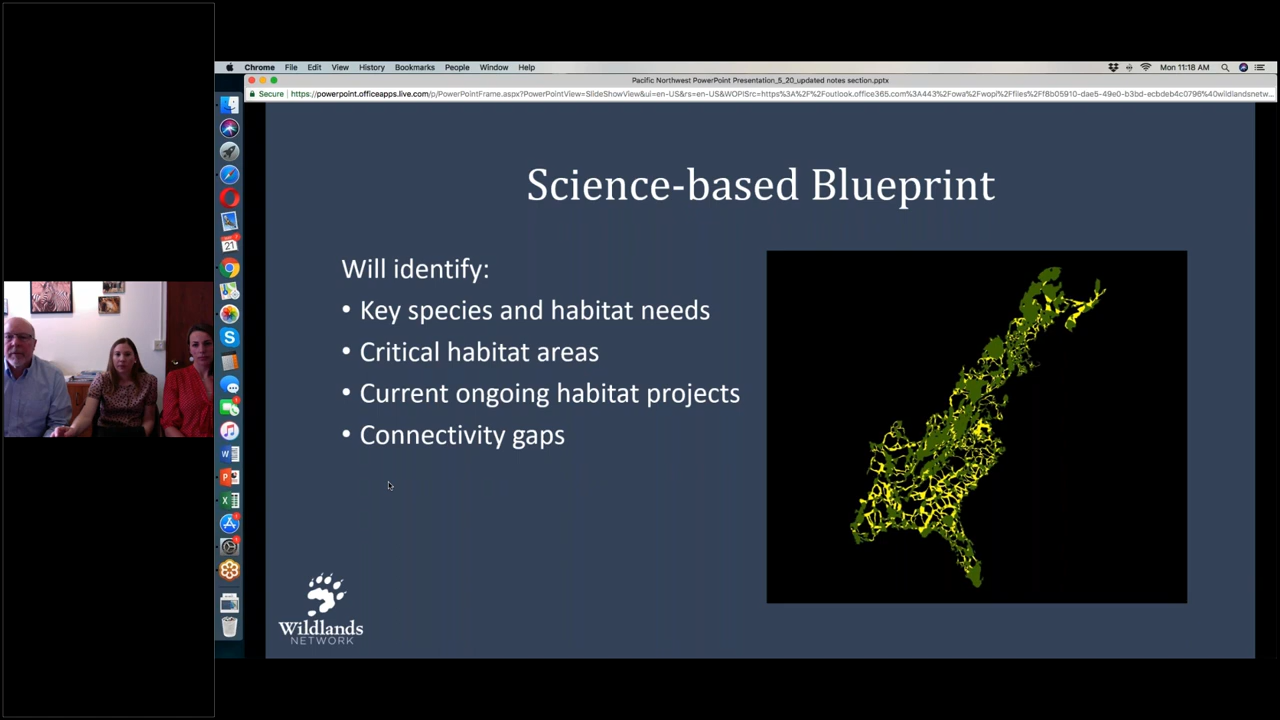 Chrome File Edit View History Bookmarks People Window Help Mon 11:18 AM
Pacific Northwest PowerPoint Presentation_5_20_updated notes section.pptx
Secure https://powerpoint.officeapps.live.com/p/PowerPointFrame.aspx?PowerPointView=SlideShowView&ui=en-US&rs=en-US&WOPISrc=https%3A%2F%2Foutlook.office365.com%3A443%2Fowa%2Fwopi%2Ffiles%2Ff8b05910-dae5-49e0-b3bd-ecbdeb4c0796%40wildlandsnetw...
Science-based Blueprint
Will identify:
• Key species and habitat needs
• Critical habitat areas
• Current ongoing habitat projects
• Connectivity gaps
21
Wildlands
NETWORK